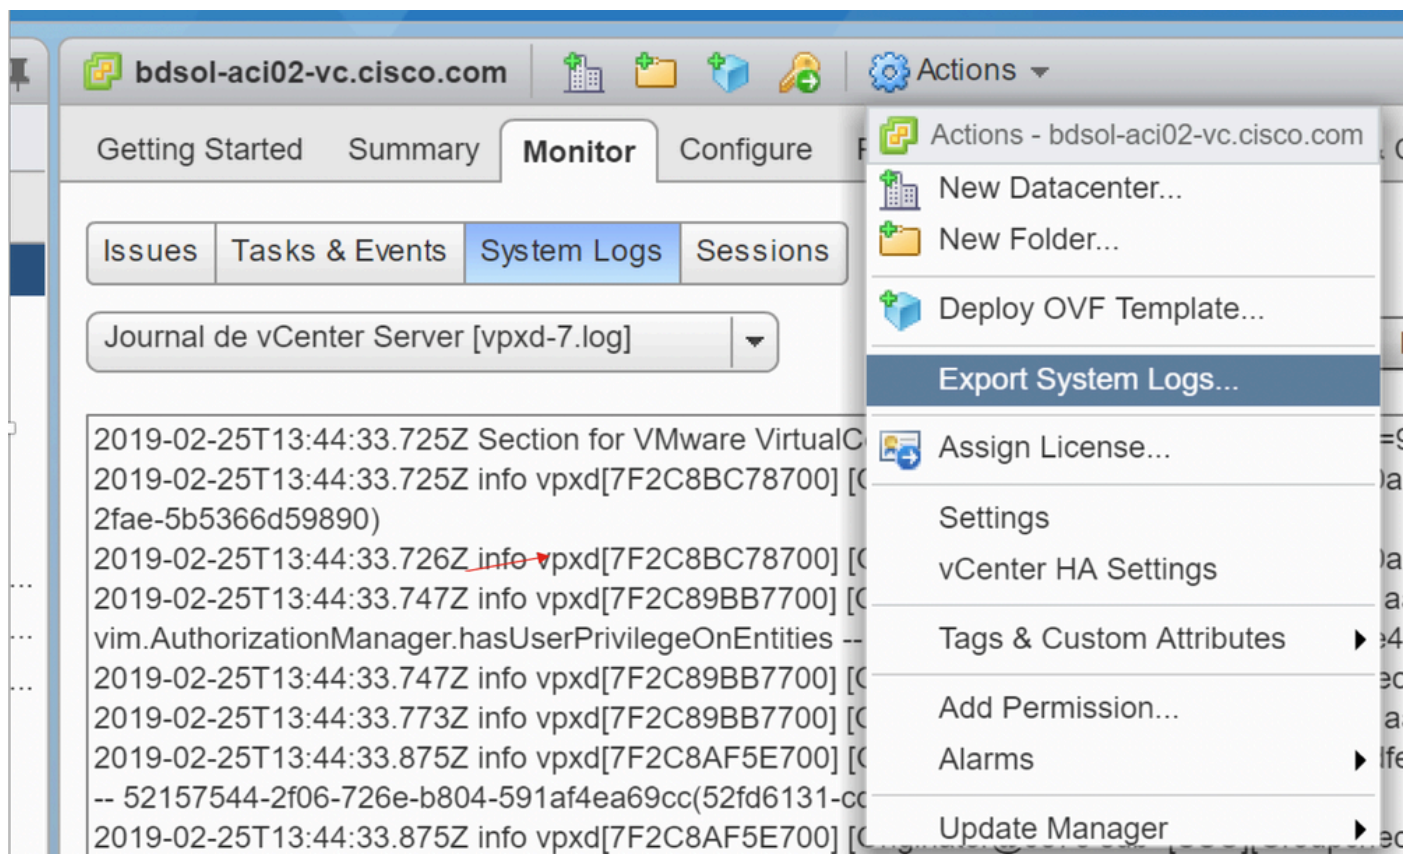 bdsol-aci02-vc.cisco.com
Actions
Getting Started Summary Monitor Configure
Actions - bdsol-aci02-vc.cisco.com
New Datacenter...
New Folder...
Deploy OVF Template...
Export System Logs...
Assign License...
Settings
vCenter HA Settings
Tags & Custom Attributes
Add Permission...
Alarms
Update Manager
Issues Tasks & Events System Logs Sessions
Journal de vCenter Server [vpxd-7.log]
2019-02-25T13:44:33.725Z Section for VMware
2019-02-25T13:44:33.725Z info vpxd[7F2C8BC78700]
2fae-5b5366d59890)
2019-02-25T13:44:33.726Z info vpxd[7F2C8BC78700]
2019-02-25T13:44:33.747Z info vpxd[7F2C89BB7700]
vim.AuthorizationManager.hasUserPrivilegeOnEntities --
2019-02-25T13:44:33.747Z info vpxd[7F2C89BB7700]
2019-02-25T13:44:33.773Z info vpxd[7F2C89BB7700]
2019-02-25T13:44:33.875Z info vpxd[7F2C8AF5E700]
-- 52157544-2f06-726e-b804-591af4ea69cc(52fd6131-
2019-02-25T13:44:33.875Z info vpxd[7F2C8AF5E700]